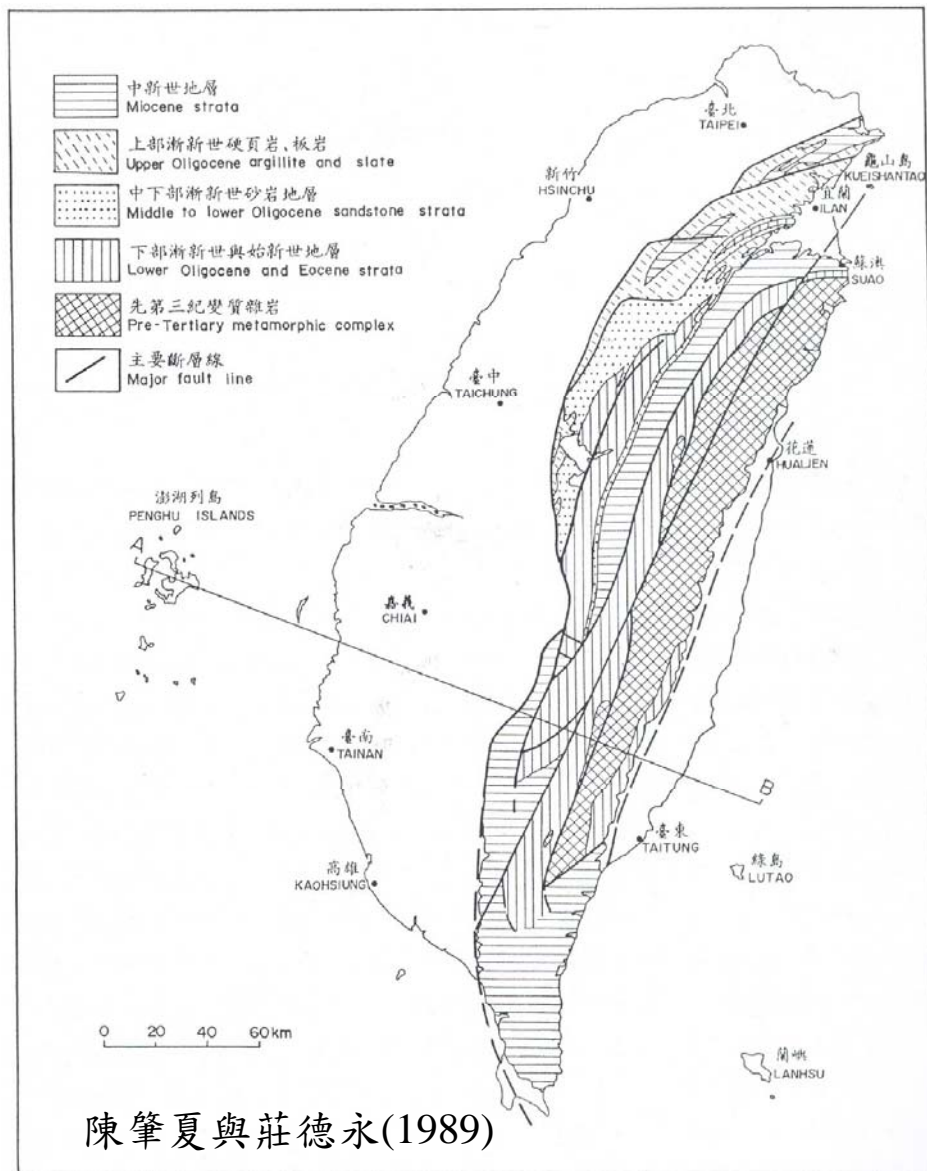 中新世地層
Miocene strata
上部漸新世硬頁岩、板岩
Upper Oligocene argillite and slate
中下部漸新世砂岩地層
Middle to lower Oligocene sandstone strata
下部漸新世與始新世地層
Lower Oligocene and Eocene strata
先第三紀變質雜岩
Pre-Tertiary metamorphic complex
主要斷層線
Major fault line
臺北
TAIPEI
新竹
HSINCHU
龜山島
KUEISHANTAO
宜蘭
ILAN
蘇澳
SUAO
臺中
TAICHUNG
花蓮
HUALIEN
澎湖列島
PENGHU ISLANDS
A
嘉義
CHIAI
臺南
TAINAN
B
臺東
TAITUNG
高雄
KAOHSIUNG
綠島
LUTAO
0 20 40 60km
蘭嶼
LANHSU
陳肇夏與莊德永(1989)